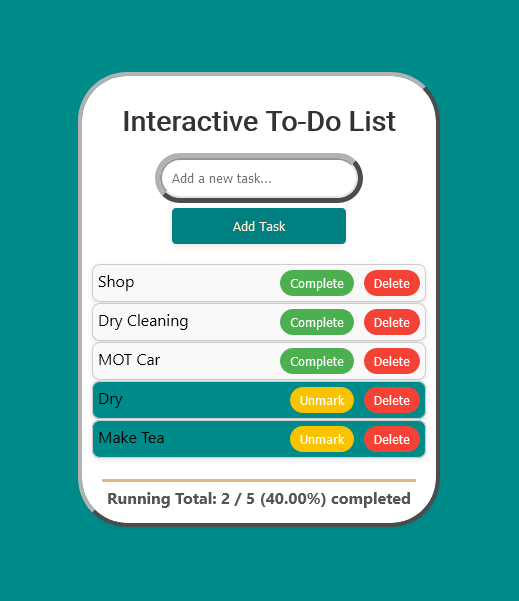 Interactive To-Do List
Add a new task...
Add Task
Shop Complete Delete
Dry Cleaning Complete Delete
MOT Car Complete Delete
Dry Unmark Delete
Make Tea Unmark Delete
Running Total: 2 / 5 (40.00%) completed